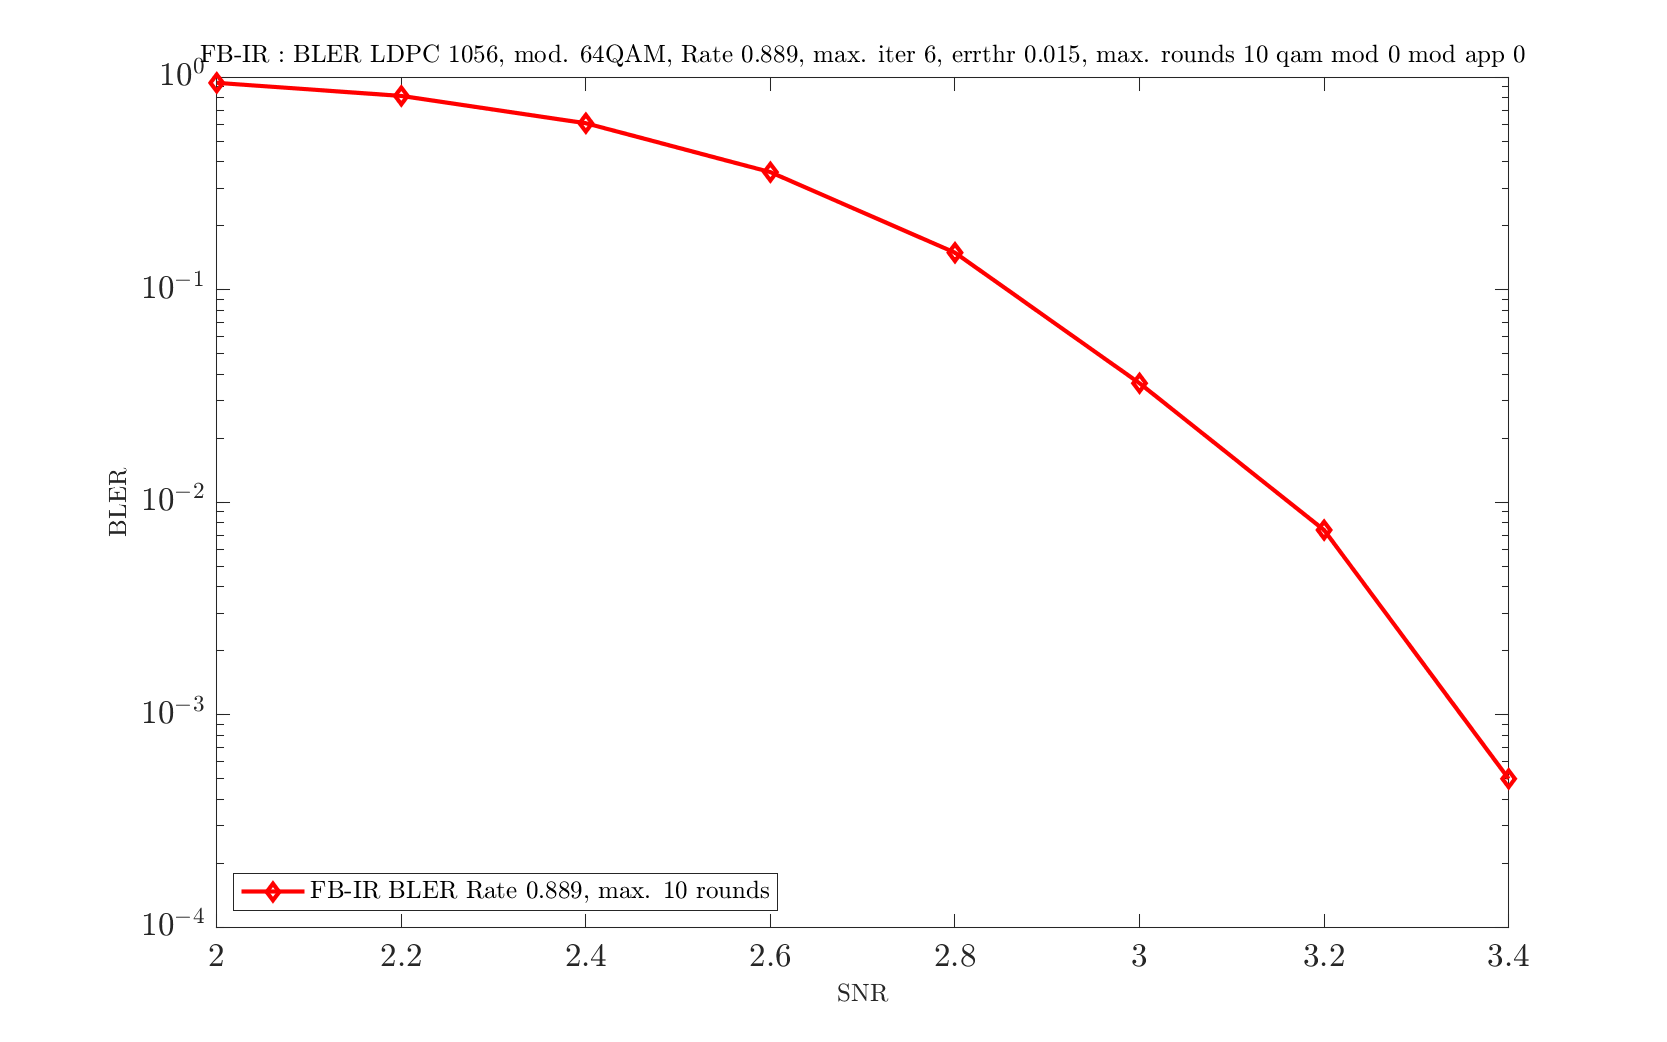 FB-IR : BLER LDPC 1056, mod. 64QAM, Rate 0.889, max. iter 6, errthr 0.015, max. rounds 10 qam mod 0 mod app 0
10^0
10^−1
10^−2
10^−3
10^−4
BLER
FB-IR BLER Rate 0.889, max. 10 rounds
2 2.2 2.4 2.6 2.8 3 3.2 3.4
SNR